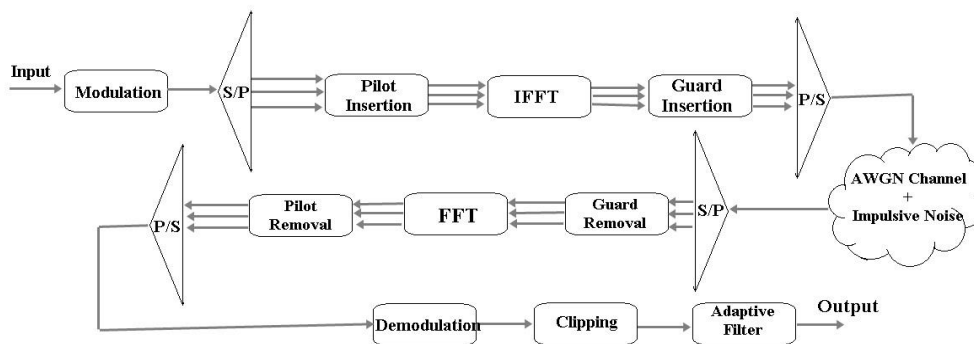 Input
Modulation
S/P
Pilot
Insertion
IFFT
Guard
Insertion
P/S
AWGN Channel
+
Impulsive Noise
S/P
Guard
Removal
FFT
Pilot
Removal
P/S
Demodulation
Clipping
Adaptive
Filter
Output